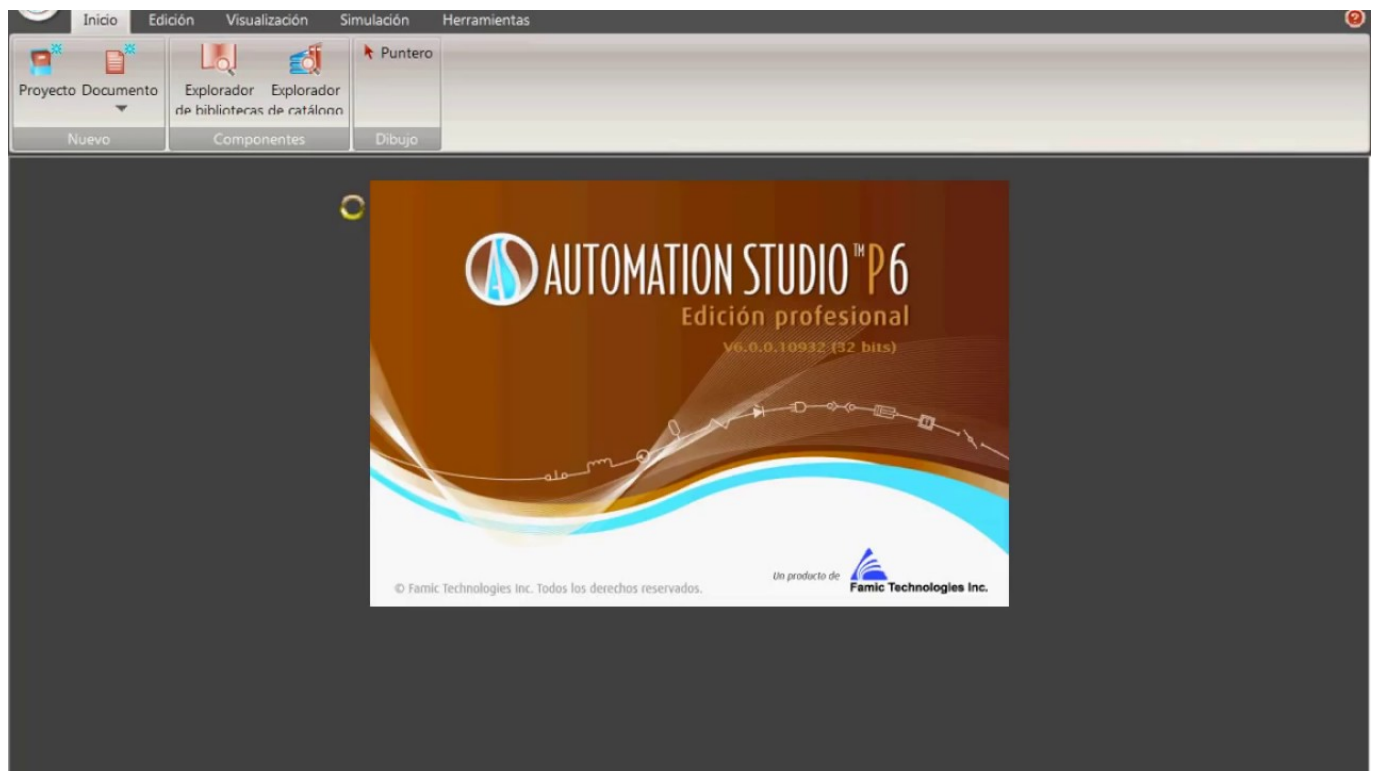 Inicio Edición Visualización Simulación Herramientas
Puntero
Proyecto Documento Explorador Explorador
de bibliotecas de catálogo
Nuevo Componentes Dibujo
AUTOMATION STUDIO™ P6
Edición profesional
V6.0.0.10932 (32 bits)
Un producto de
Famic Technologies Inc.
© Famic Technologies Inc. Todos los derechos reservados.